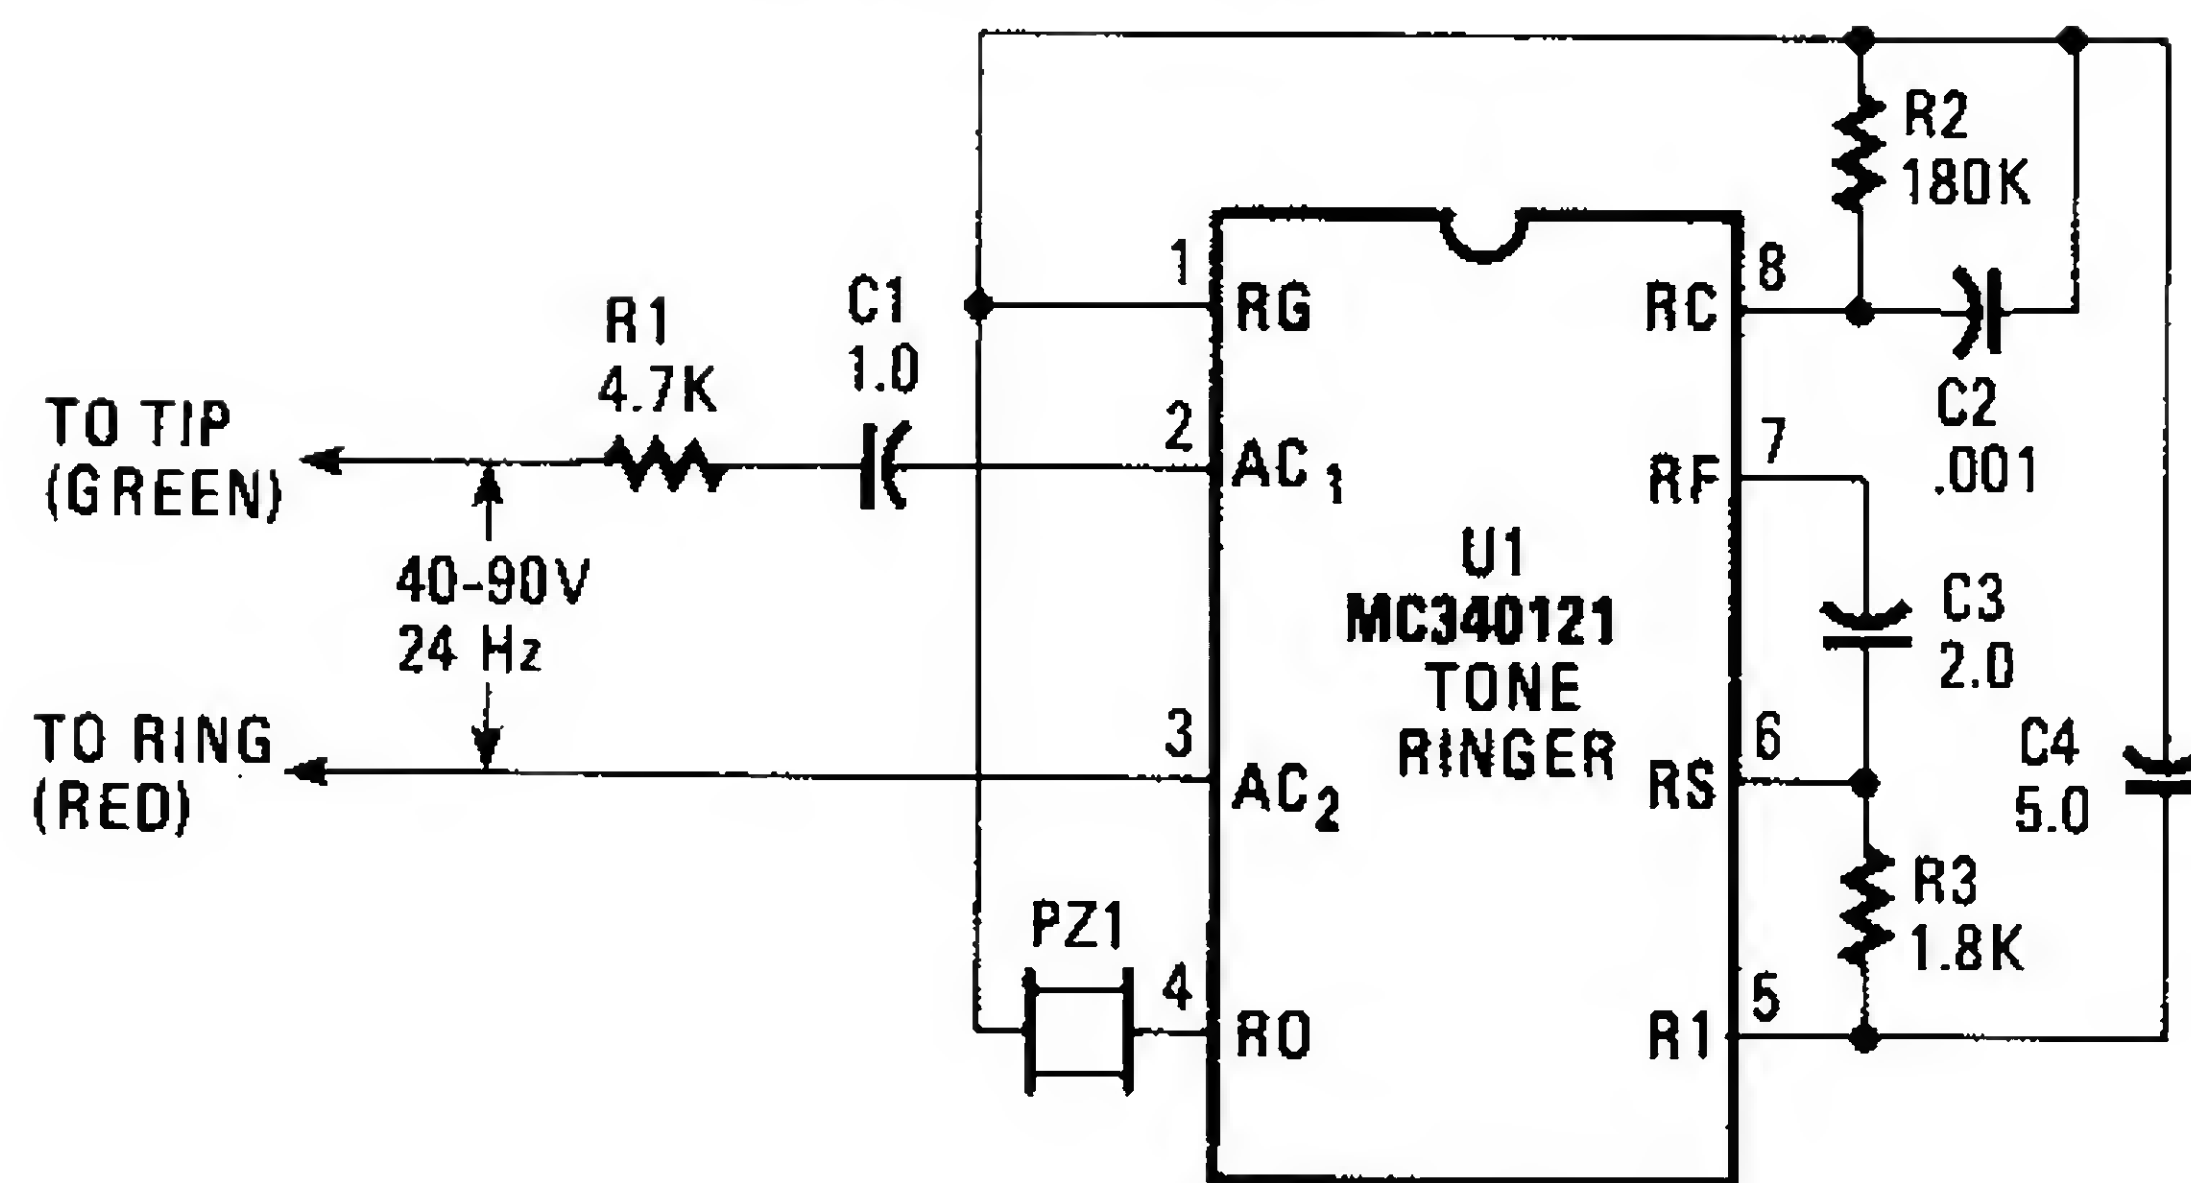 R2
180K
1
RG
RC
8
C1
1.0
R1
4.7K
C2
.001
TO TIP
(GREEN)
2
AC1
7
RF
40-90V
24 Hz
U1
MC340121
TONE
RINGER
C3
2.0
TO RING
(RED)
3
AC2
6
RS
C4
5.0
R3
1.8K
PZ1
4
RO
5
R1